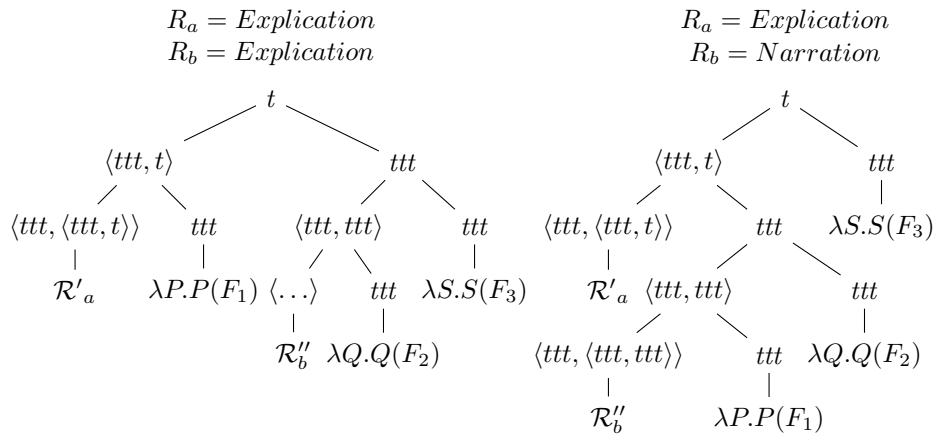 R_a = Explication R_a = Explication
R_b = Explication R_b = Narration
t t
⟨ttt, t⟩ ttt ⟨ttt, t⟩ ttt
⟨ttt, ⟨ttt, t⟩⟩ ttt ⟨ttt, ttt⟩ ttt ⟨ttt, ⟨ttt, t⟩⟩ ttt λS.S(F_3)
ℛ'_a λP.P(F_1) ⟨...⟩ ttt λS.S(F_3) ℛ'_a ⟨ttt, ttt⟩ ttt
ℛ''_b λQ.Q(F_2) ⟨ttt, ⟨ttt, ttt⟩⟩ ttt λQ.Q(F_2)
ℛ''_b λP.P(F_1)